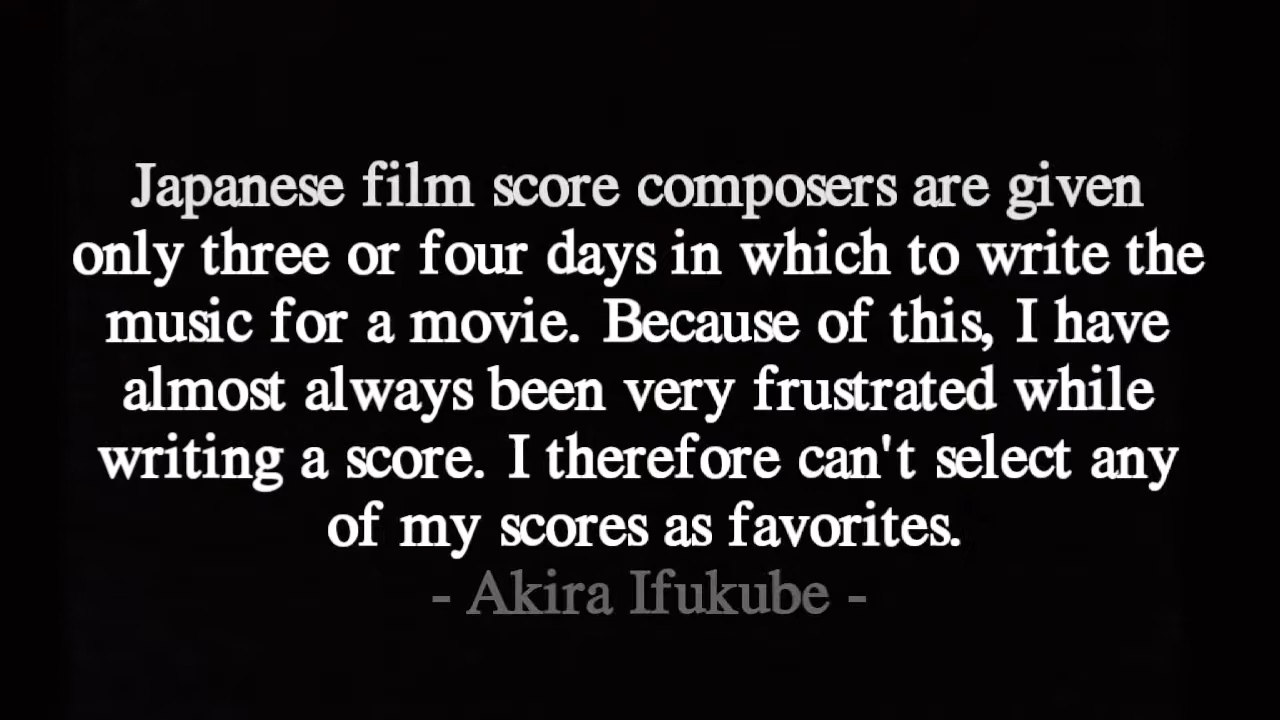 Japanese film score composers are given
only three or four days in which to write the
music for a movie. Because of this, I have
almost always been very frustrated while
writing a score. I therefore can't select any
of my scores as favorites.
- Akira Ifukube -